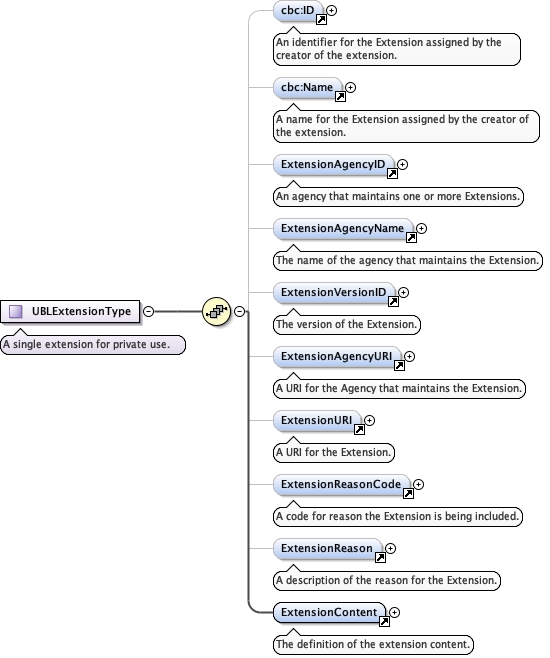 cbc:ID
An identifier for the Extension assigned by the
creator of the extension.
cbc:Name
A name for the Extension assigned by the creator of
the extension.
ExtensionAgencyID
An agency that maintains one or more Extensions.
ExtensionAgencyName
The name of the agency that maintains the Extension.
ExtensionVersionID
The version of the Extension.
UBLExtensionType
A single extension for private use.
ExtensionAgencyURI
A URI for the Agency that maintains the Extension.
ExtensionURI
A URI for the Extension.
ExtensionReasonCode
A code for reason the Extension is being included.
ExtensionReason
A description of the reason for the Extension.
ExtensionContent
The definition of the extension content.